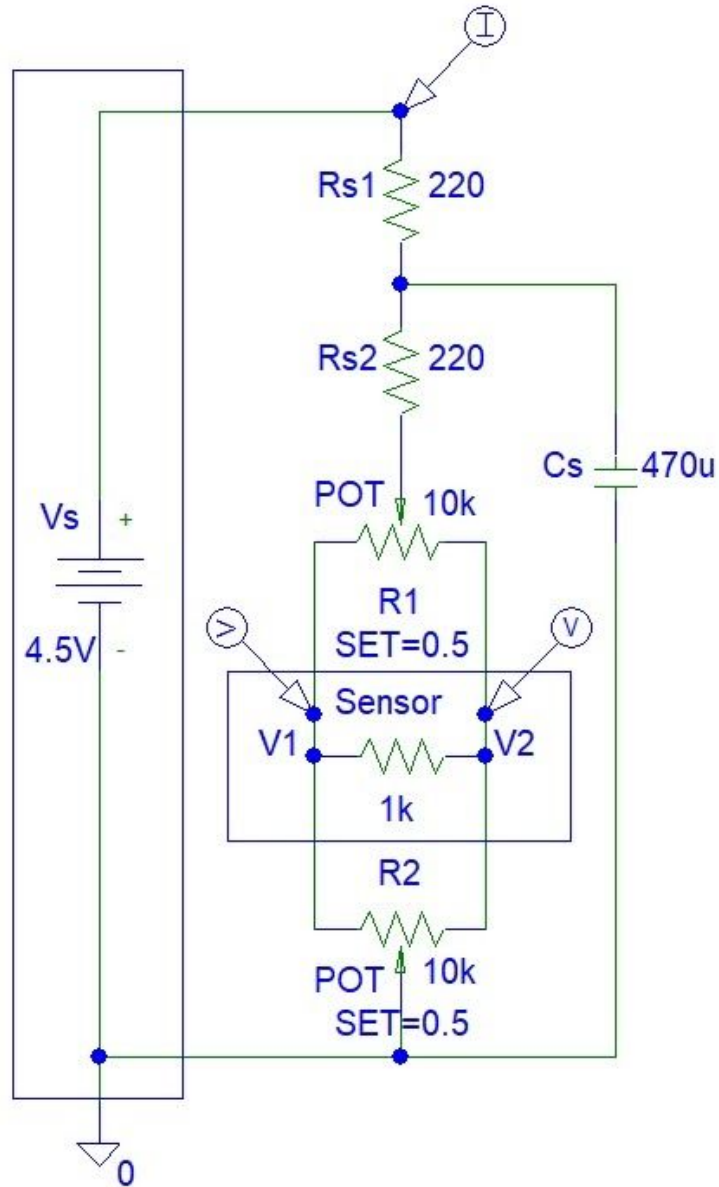 I
Rs1 220
Rs2 220
Cs 470u
POT 10k
Vs +
R1
4.5V -
SET=0.5
V V
Sensor
V1 V2
1k
R2
POT 10k
SET=0.5
0